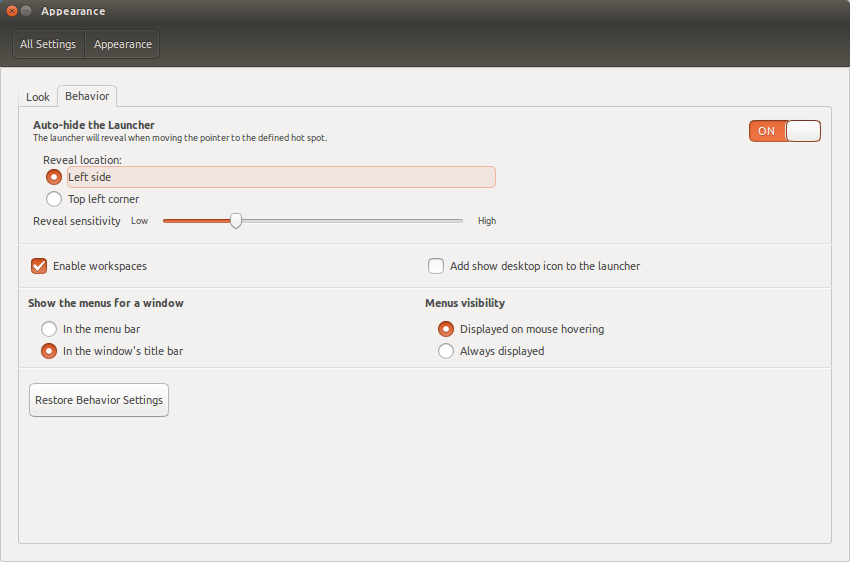 Appearance
All Settings Appearance
Look Behavior
Auto-hide the Launcher
The launcher will reveal when moving the pointer to the defined hot spot.
ON
Reveal location:
Left side
Top left corner
Reveal sensitivity Low High
Enable workspaces Add show desktop icon to the launcher
Show the menus for a window Menus visibility
In the menu bar Displayed on mouse hovering
In the window's title bar Always displayed
Restore Behavior Settings